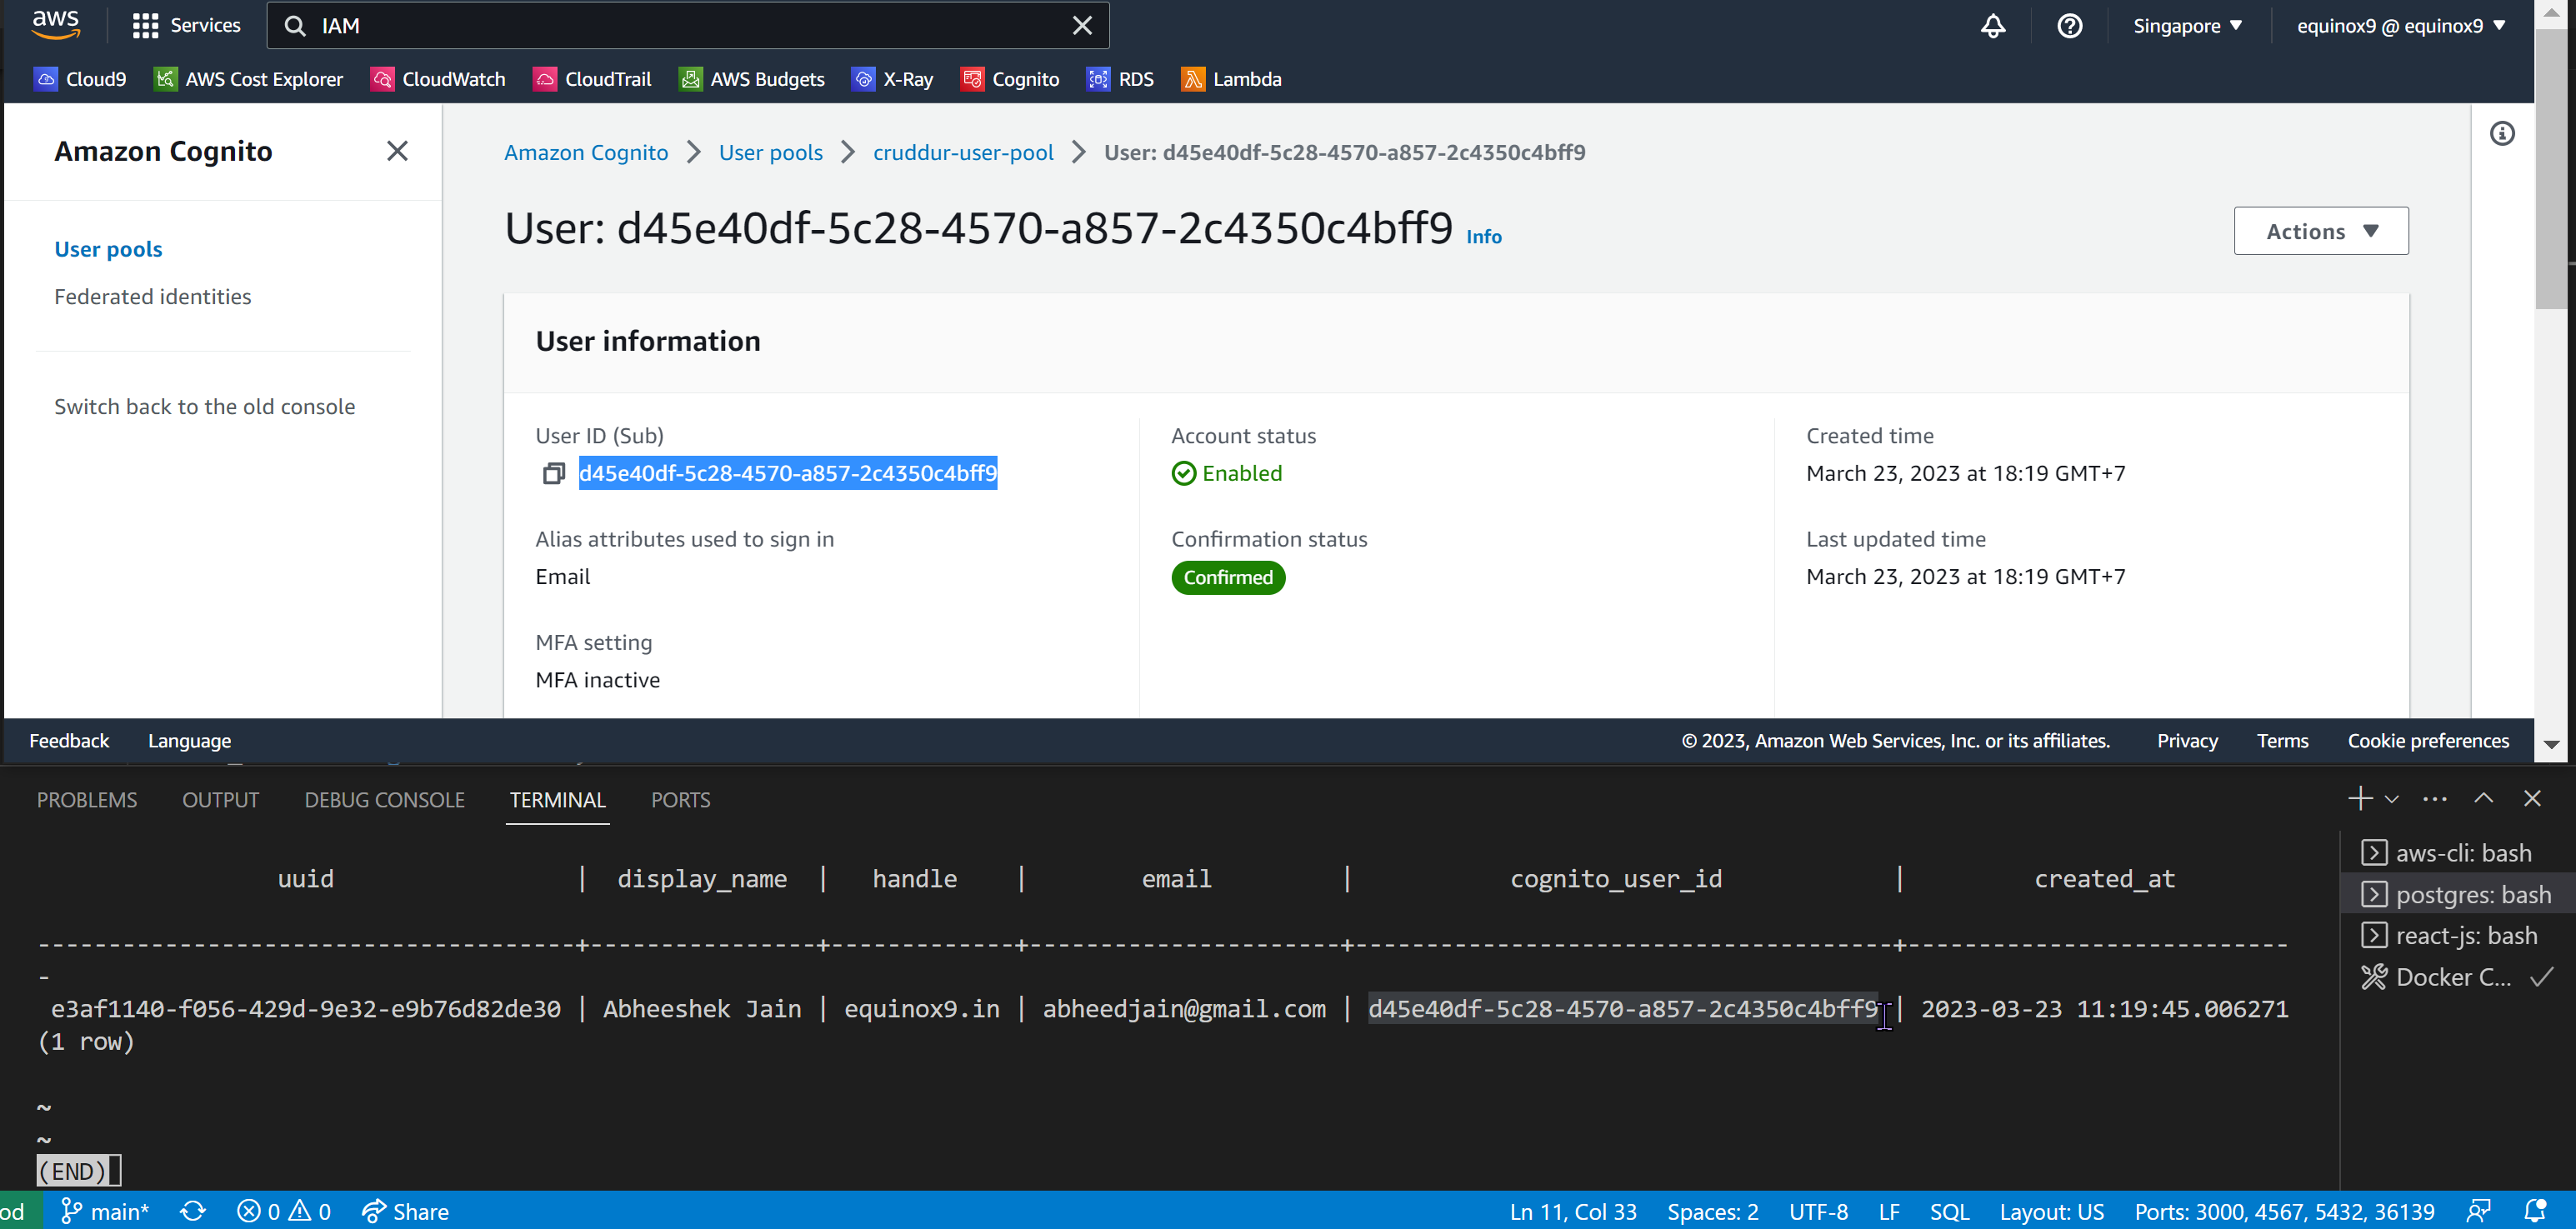 aws
Services
IAM
Singapore ▼
equinox9 @ equinox9 ▼
Cloud9
AWS Cost Explorer
CloudWatch
CloudTrail
AWS Budgets
X-Ray
Cognito
RDS
Lambda
Amazon Cognito
User pools
Federated identities
Switch back to the old console
Amazon Cognito > User pools > cruddur-user-pool > User: d45e40df-5c28-4570-a857-2c4350c4bff9
User: d45e40df-5c28-4570-a857-2c4350c4bff9 Info
Actions ▼
User information
User ID (Sub)
d45e40df-5c28-4570-a857-2c4350c4bff9
Alias attributes used to sign in
Email
MFA setting
MFA inactive
Account status
Enabled
Confirmation status
Confirmed
Created time
March 23, 2023 at 18:19 GMT+7
Last updated time
March 23, 2023 at 18:19 GMT+7
Feedback
Language
© 2023, Amazon Web Services, Inc. or its affiliates.
Privacy
Terms
Cookie preferences
PROBLEMS
OUTPUT
DEBUG CONSOLE
TERMINAL
PORTS
uuid | display_name | handle | email | cognito_user_id | created_at
--------------------------------------+----------------+-------------+----------------------+--------------------------------------+---------------------------
-
e3af1140-f056-429d-9e32-e9b76d82de30 | Abheeshek Jain | equinox9.in | abheedjain@gmail.com | d45e40df-5c28-4570-a857-2c4350c4bff9 | 2023-03-23 11:19:45.006271
(1 row)
~
~
(END)
aws-cli: bash
postgres: bash
react-js: bash
Docker C...
od
main*
0
0
Share
Ln 11, Col 33
Spaces: 2
UTF-8
LF
SQL
Layout: US
Ports: 3000, 4567, 5432, 36139